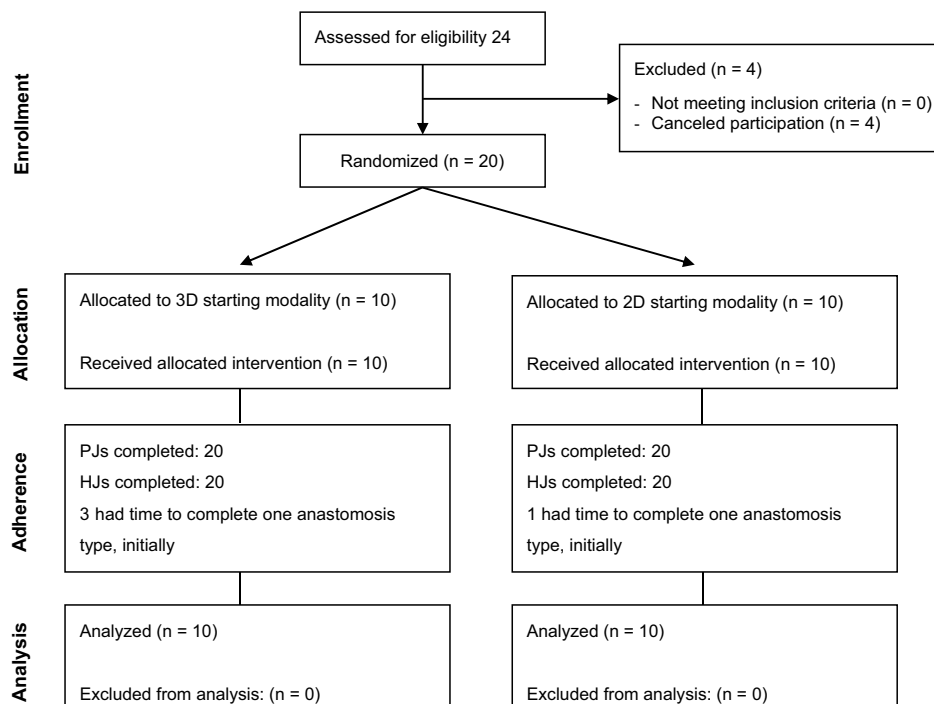 Enrollment
Assessed for eligibility 24
Excluded (n = 4)
- Not meeting inclusion criteria (n = 0)
- Canceled participation (n = 4)
Randomized (n = 20)
Allocation
Allocated to 3D starting modality (n = 10)
Received allocated intervention (n = 10)
Allocated to 2D starting modality (n = 10)
Received allocated intervention (n = 10)
Adherence
PJs completed: 20
HJs completed: 20
3 had time to complete one anastomosis
type, initially
PJs completed: 20
HJs completed: 20
1 had time to complete one anastomosis
type, initially
Analysis
Analyzed (n = 10)
Excluded from analysis: (n = 0)
Analyzed (n = 10)
Excluded from analysis: (n = 0)